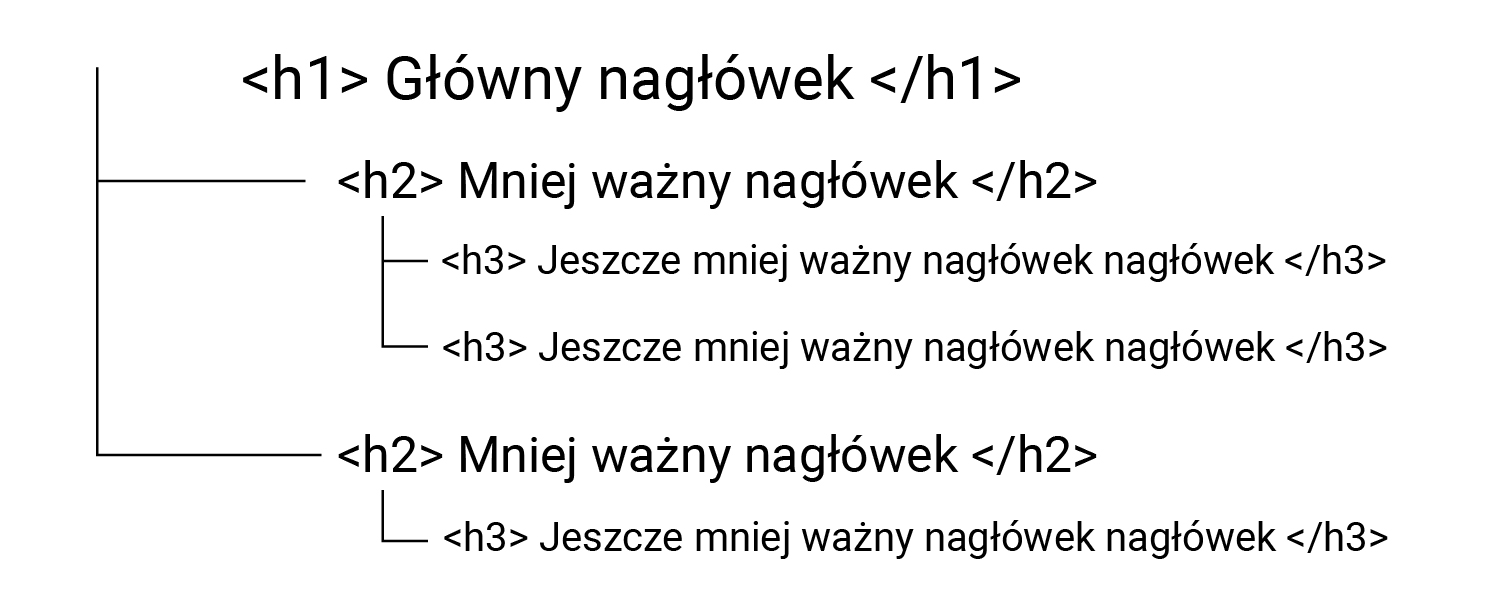 <h1> Główny nagłówek </h1>
<h2> Mniej ważny nagłówek </h2>
<h3> Jeszcze mniej ważny nagłówek nagłówek </h3>
<h3> Jeszcze mniej ważny nagłówek nagłówek </h3>
<h2> Mniej ważny nagłówek </h2>
<h3> Jeszcze mniej ważny nagłówek nagłówek </h3>